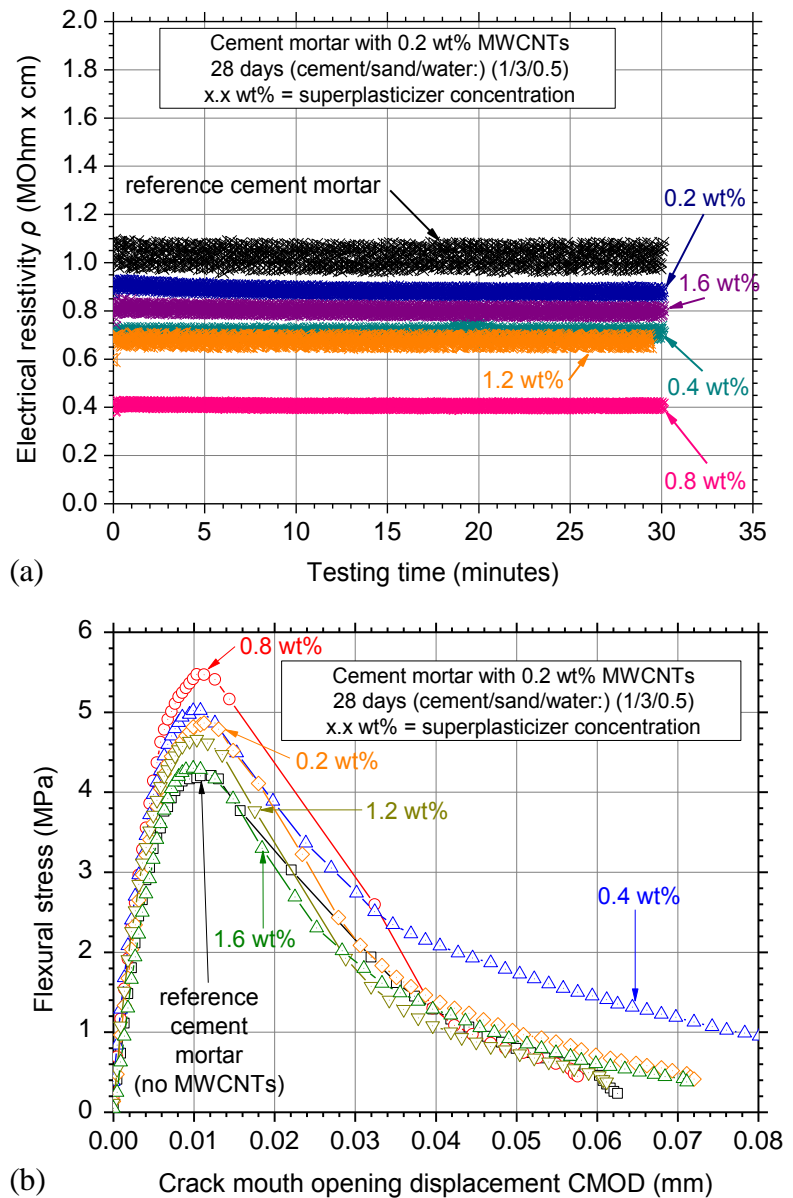 2.0
1.8
1.6
1.4
1.2
1.0
0.8
0.6
0.4
0.2
0.0
Electrical resistivity ρ (MOhm x cm)
Cement mortar with 0.2 wt% MWCNTs
28 days (cement/sand/water:) (1/3/0.5)
x.x wt% = superplasticizer concentration
reference cement mortar
0.2 wt%
1.6 wt%
1.2 wt%
0.4 wt%
0.8 wt%
0 5 10 15 20 25 30 35
(a)
Testing time (minutes)
6
5
4
3
2
1
0
Flexural stress (MPa)
0.8 wt%
Cement mortar with 0.2 wt% MWCNTs
28 days (cement/sand/water:) (1/3/0.5)
x.x wt% = superplasticizer concentration
0.2 wt%
1.2 wt%
0.4 wt%
1.6 wt%
reference
cement
mortar
(no MWCNTs)
0.00 0.01 0.02 0.03 0.04 0.05 0.06 0.07 0.08
(b)
Crack mouth opening displacement CMOD (mm)